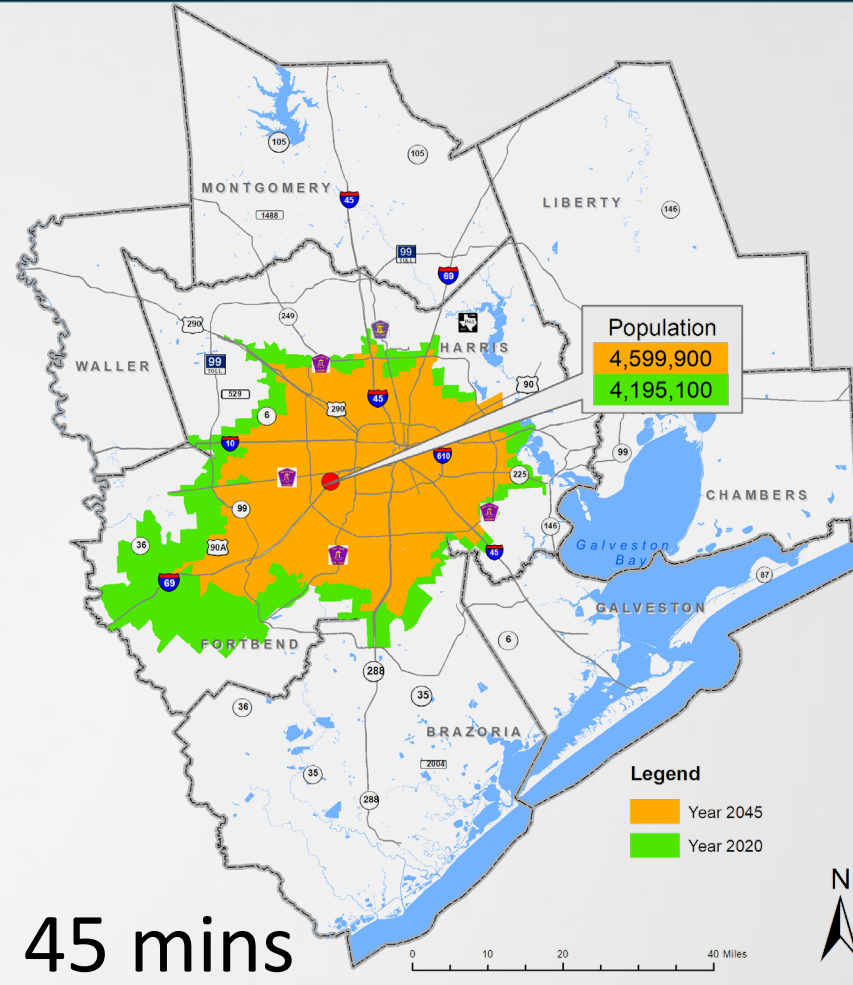 105
105
MONTGOMERY
45
1488
LIBERTY
146
99
TOLL
69
290
249
HARRIS
Population
4,599,900
4,195,100
WALLER
99
TOLL
529
290
45
90
6
10
610
99
225
99
CHAMBERS
146
36
90A
45
Galveston
Bay
69
87
GALVESTON
FORTBEND
6
288
35
36
BRAZORIA
2004
35
288
Legend
Year 2045
Year 2020
N
45 mins
0 10 20 40 Miles